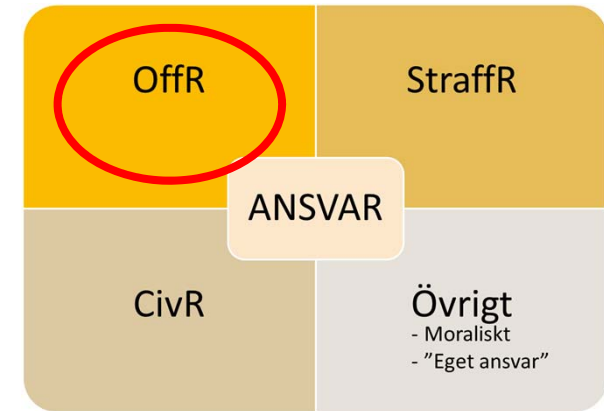 OffR
StraffR
ANSVAR
CivR
Övrigt
- Moraliskt
- ”Eget ansvar”